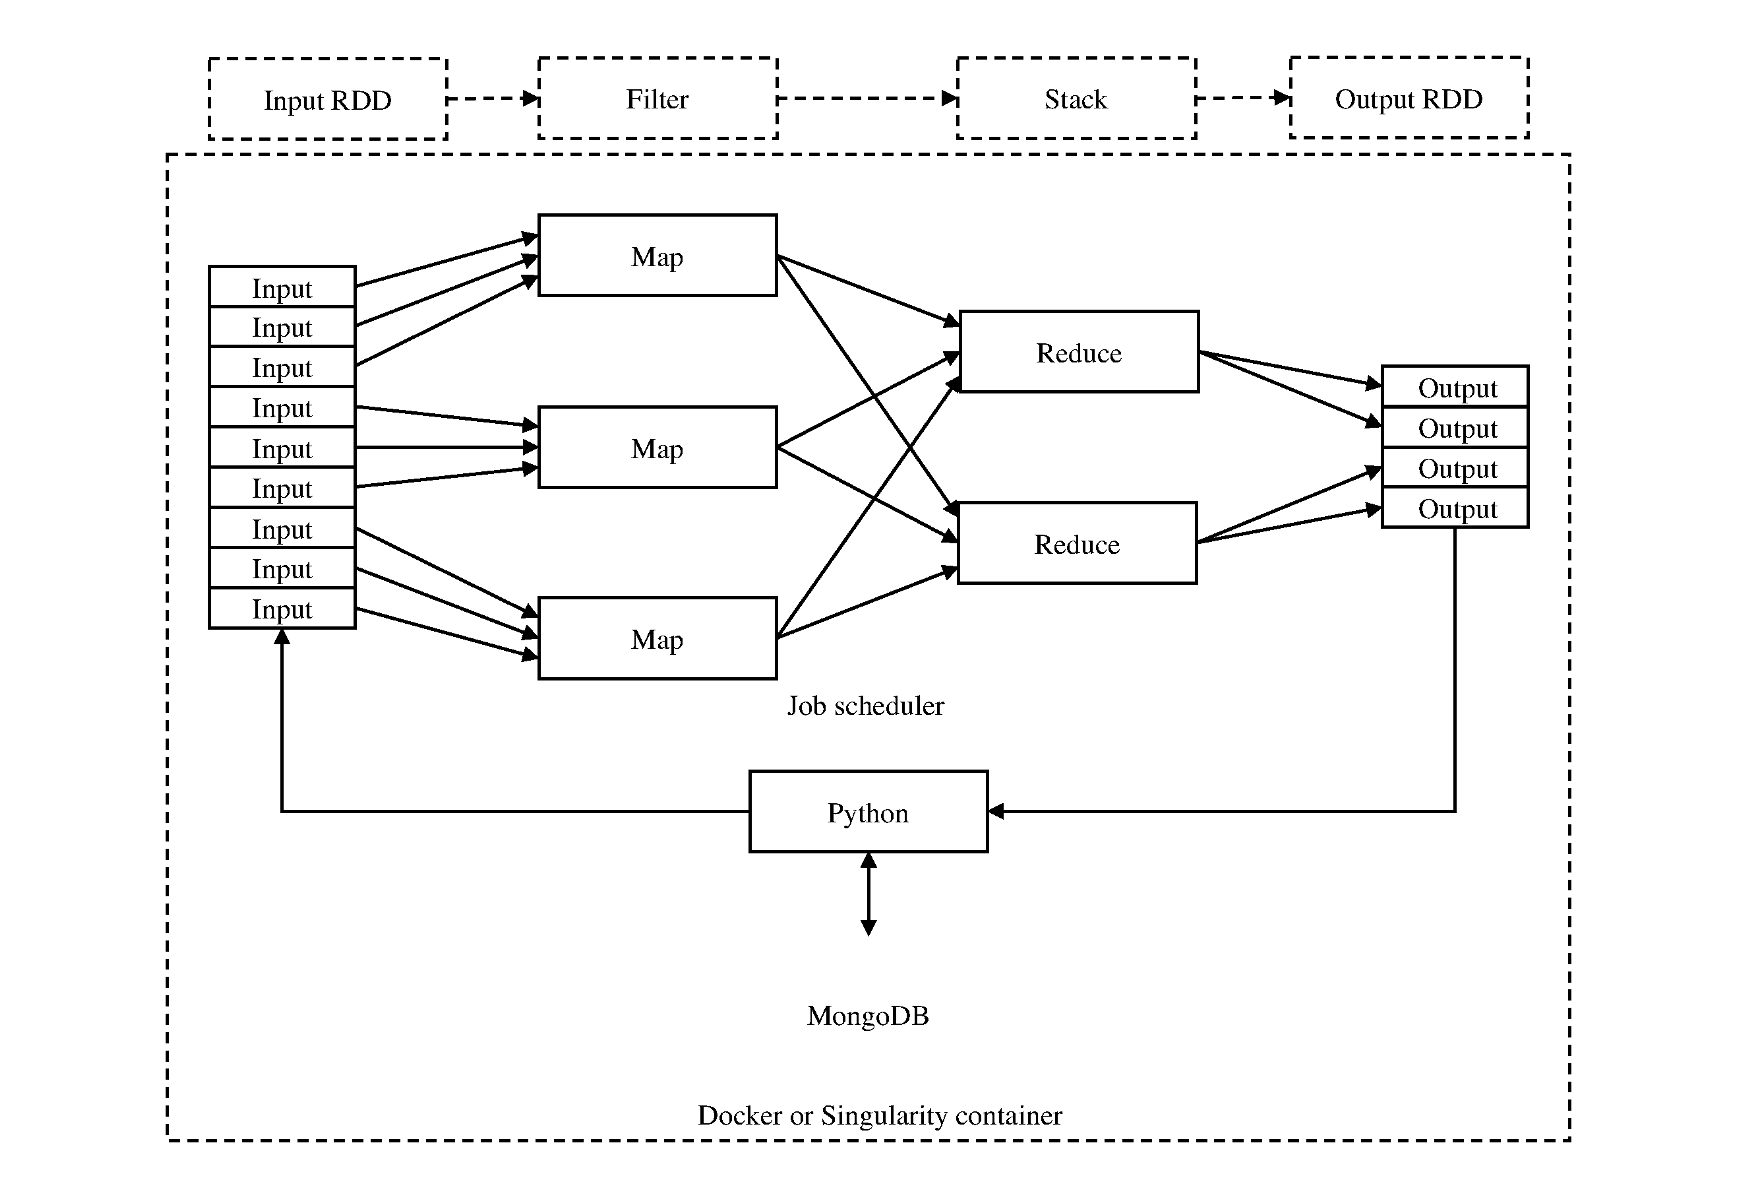 Input RDD
Filter
Stack
Output RDD
Input
Input
Input
Input
Input
Input
Input
Input
Input
Map
Map
Map
Reduce
Reduce
Output
Output
Output
Output
Job scheduler
Python
MongoDB
Docker or Singularity container